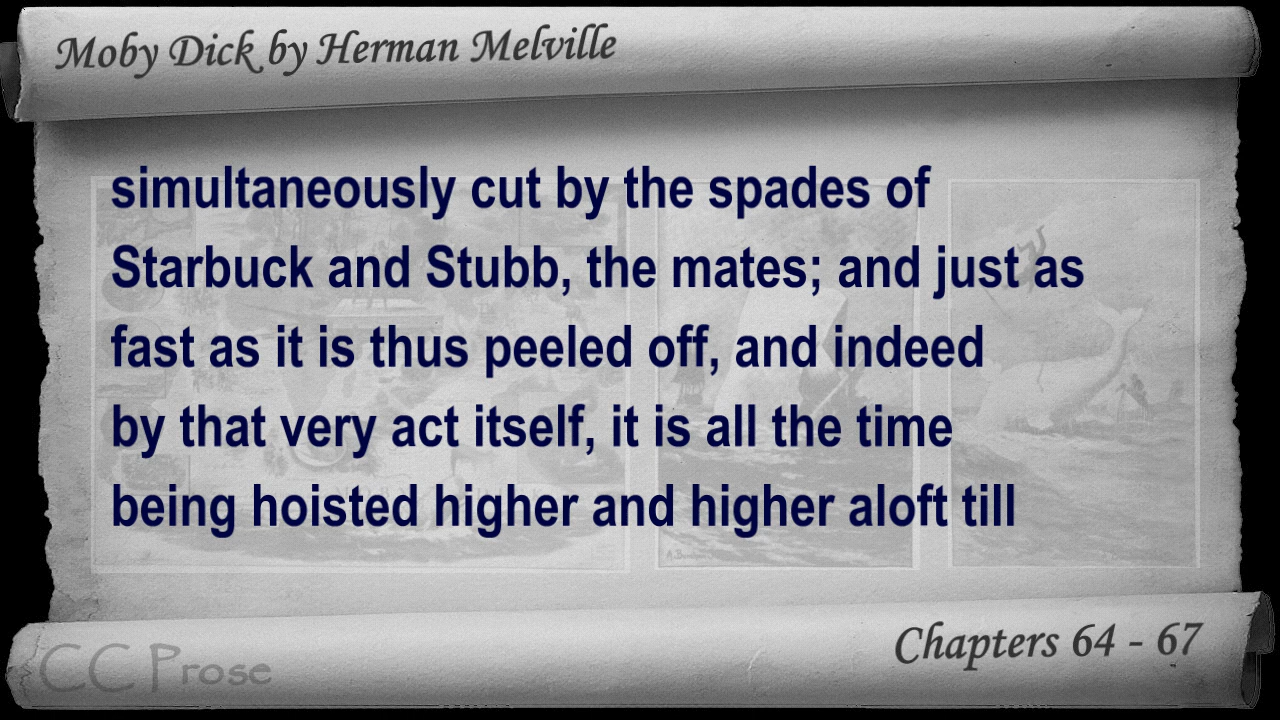 Moby Dick by Herman Melville
simultaneously cut by the spades of
Starbuck and Stubb, the mates; and just as
fast as it is thus peeled off, and indeed
by that very act itself, it is all the time
being hoisted higher and higher aloft till
Chapters 64 - 67
CC Prose